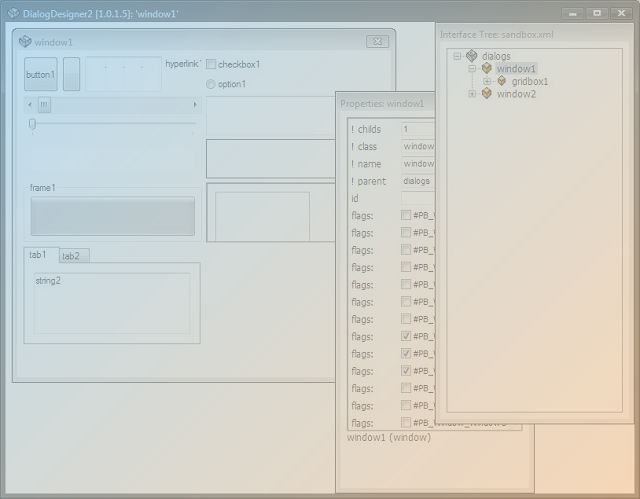 DialogDesigner2 [1.0.1.5]: 'window1'
window1
button1
hyperlink
checkbox1
option1
frame1
tab1
tab2
string2
Properties: window1
! childs 1
! class window
! name window
! parent dialogs
id
flags: #PB_
flags: #PB_
flags: #PB_
flags: #PB_
flags: #PB_
flags: #PB_
flags: #PB_
flags: #PB_
flags: #PB_
flags: #PB_
flags: #PB_
flags: #PB_
flags:
window1 (window)
Interface Tree: sandbox.xml
dialogs
window1
gridbox1
window2